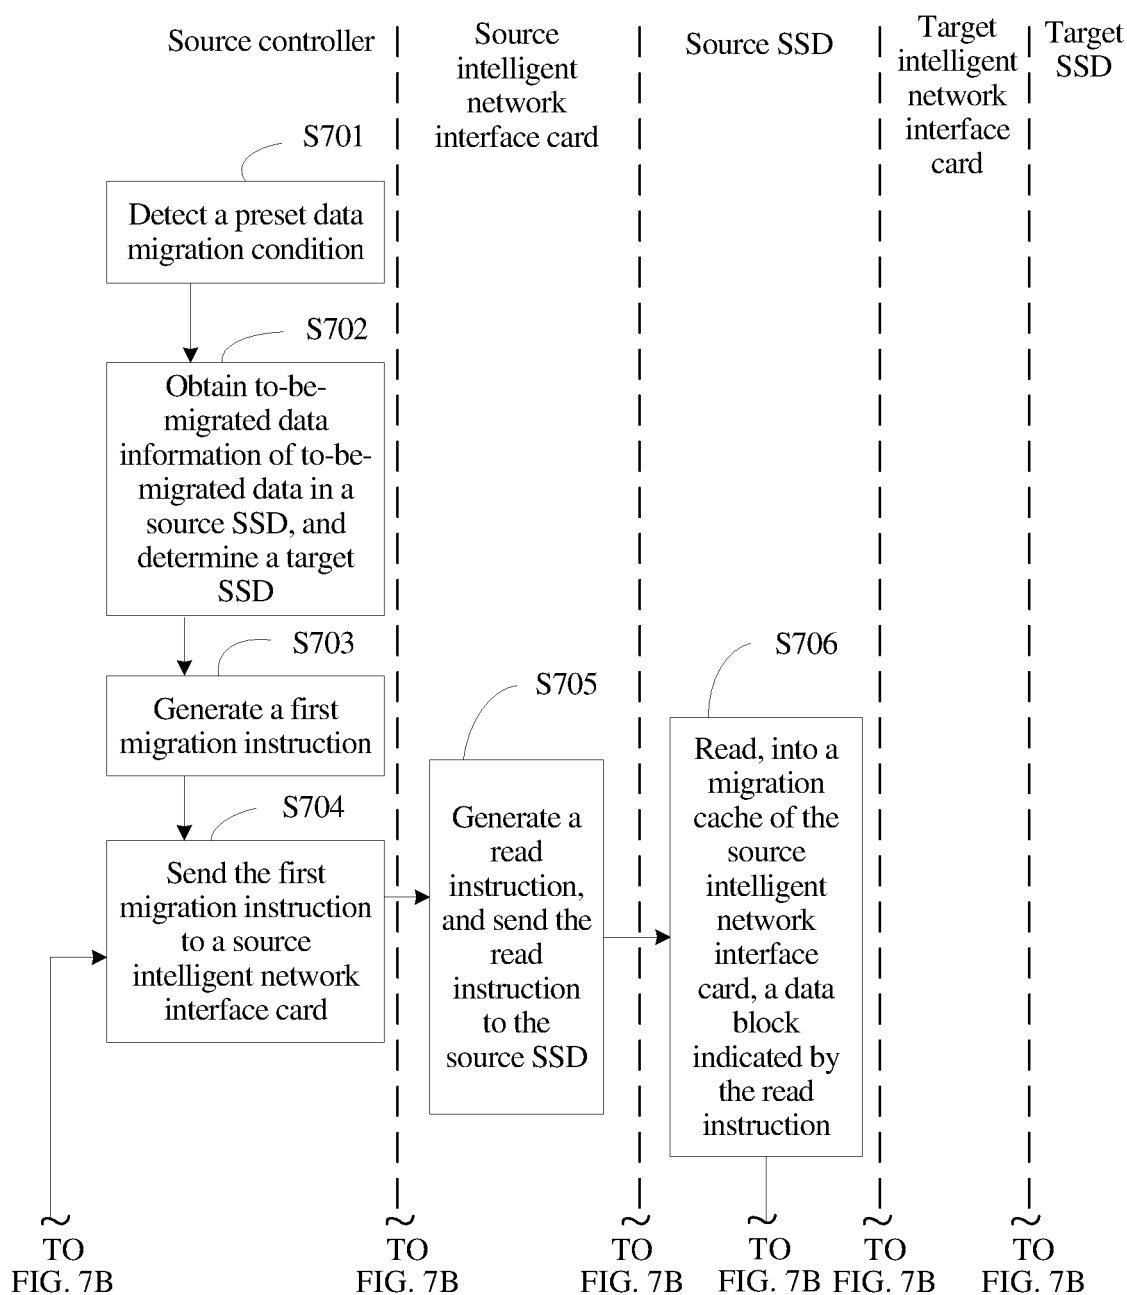 Source controller
Source
intelligent
network
interface card
Source SSD
Target
intelligent
network
interface
card
Target
SSD
S701
Detect a preset data
migration condition
S702
Obtain to-be-
migrated data
information of to-be-
migrated data in a
source SSD, and
determine a target
SSD
S703
Generate a first
migration instruction
S704
Send the first
migration instruction
to a source
intelligent network
interface card
S705
Generate a
read
instruction,
and send the
read
instruction
to the
source SSD
S706
Read, into a
migration
cache of the
source
intelligent
network
interface
card, a data
block
indicated by
the read
instruction
TO
FIG. 7B
TO
FIG. 7B
TO
FIG. 7B
TO
FIG. 7B
TO
FIG. 7B
TO
FIG. 7B